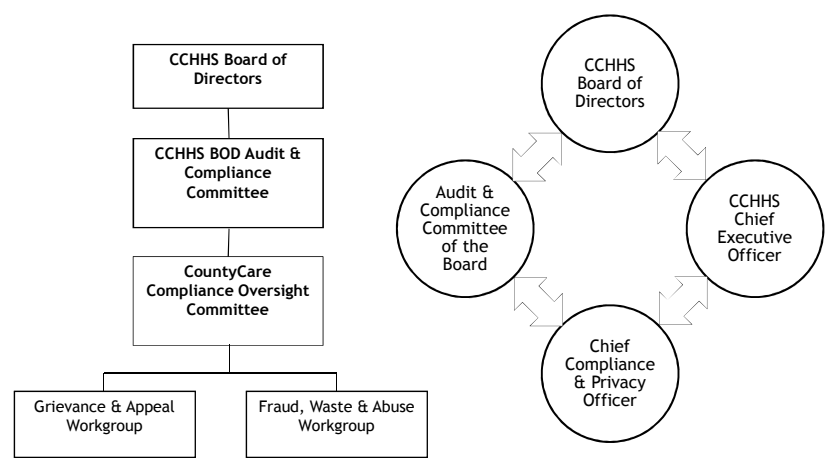 CCHHS Board of
Directors
CCHHS BOD Audit &
Compliance
Committee
CountyCare
Compliance Oversight
Committee
Grievance & Appeal
Workgroup
Fraud, Waste & Abuse
Workgroup
CCHHS
Board of
Directors
Audit &
Compliance
Committee
of the
Board
CCHHS
Chief
Executive
Officer
Chief
Compliance
& Privacy
Officer